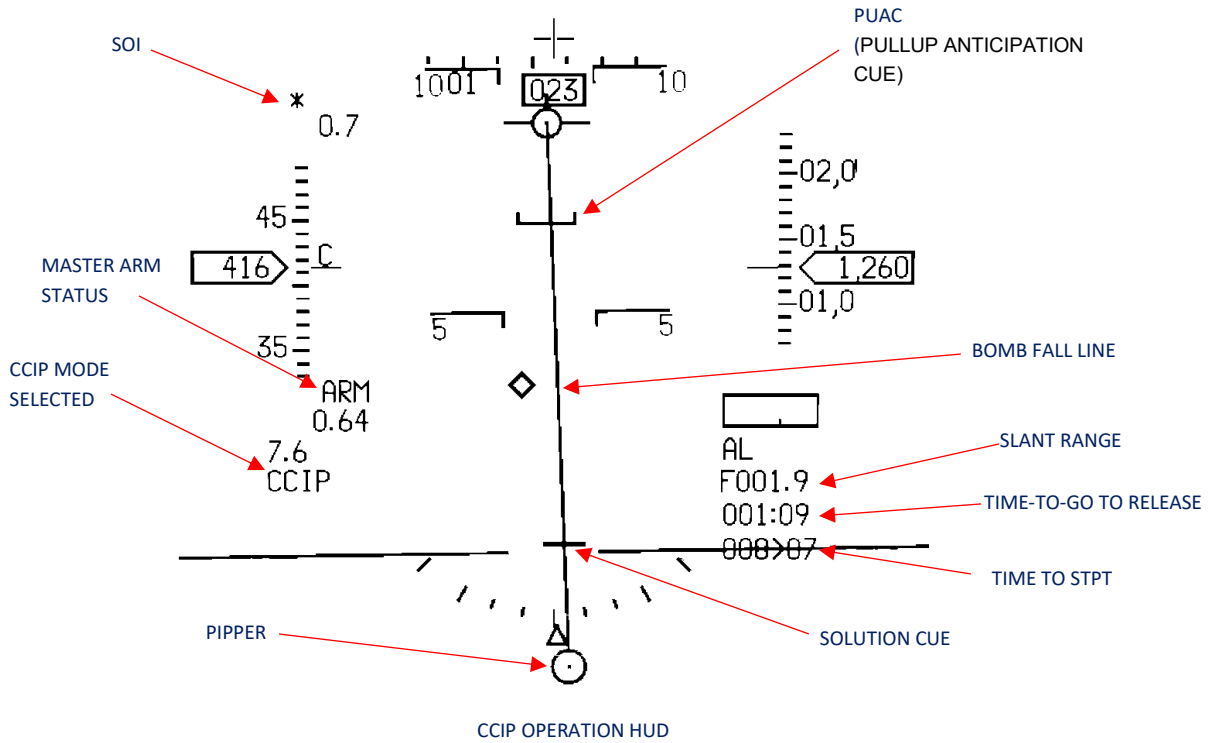 PUAC
(PULLUP ANTICIPATION
CUE)
SOI
1001
10
023
0.7
02,0
45
01,5
C
416
1,260
MASTER ARM
STATUS
01,0
5
5
35
BOMB FALL LINE
CCIP MODE
SELECTED
ARM
0.64
7.6
AL
SLANT RANGE
CCIP
F001.9
001:09
TIME-TO-GO TO RELEASE
008>07
TIME TO STPT
PIPPER
SOLUTION CUE
CCIP OPERATION HUD